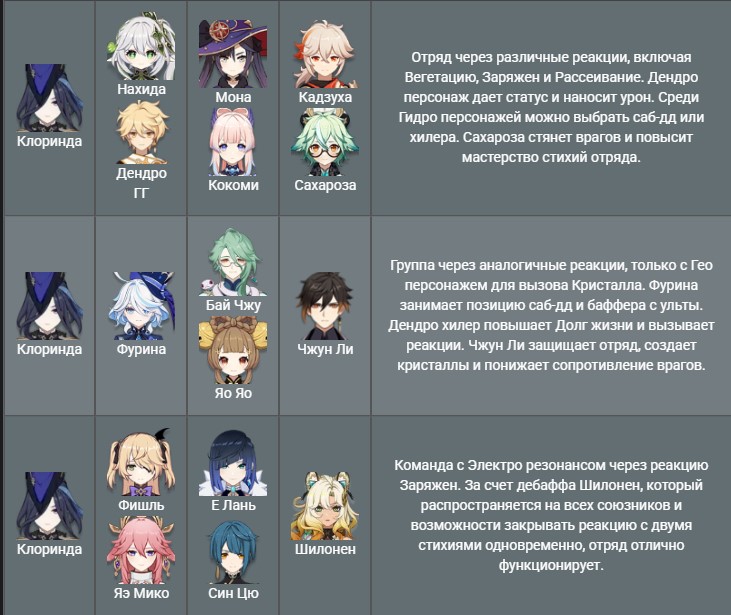 Клоринда
Нахида
Дендро
ГГ
Мона
Кокоми
Кадзуха
Сахароза
Отряд через различные реакции, включая
Вегетацию, Заряжен и Рассеивание. Дендро
персонаж дает статус и наносит урон. Среди
Гидро персонажей можно выбрать саб-дд или
хилера. Сахароза стянет врагов и повысит
мастерство стихий отряда.
Клоринда
Фурина
Бай Чжу
Яо Яо
Чжун Ли
Группа через аналогичные реакции, только с Гео
персонажем для вызова Кристалла. Фурина
занимает позицию саб-дд и баффера с ульты.
Дендро хилер повышает Долг жизни и вызывает
реакции. Чжун Ли защищает отряд, создает
кристаллы и понижает сопротивление врагов.
Клоринда
Фишль
Яэ Мико
Е Лань
Син Цю
Шилонен
Команда с Электро резонансом через реакцию
Заряжен. За счет дебаффа Шилонен, который
распространяется на всех союзников и
возможности закрывать реакцию с двумя
стихиями одновременно, отряд отлично
функционирует.